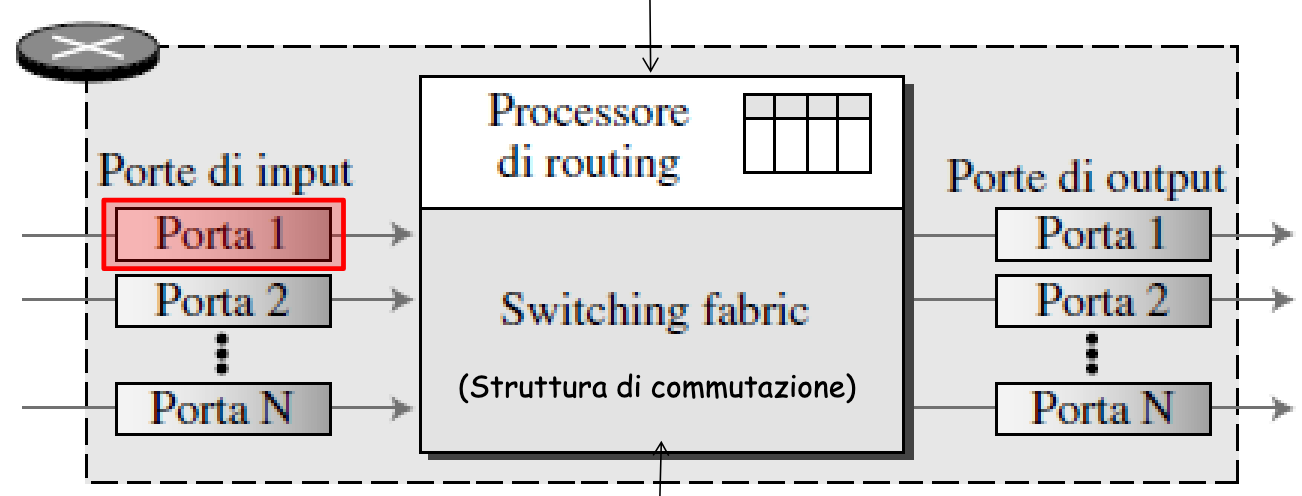 Processore
di routing
Porte di input
Porta 1
Porta 2
Porta N
Switching fabric
(Struttura di commutazione)
Porte di output
Porta 1
Porta 2
Porta N